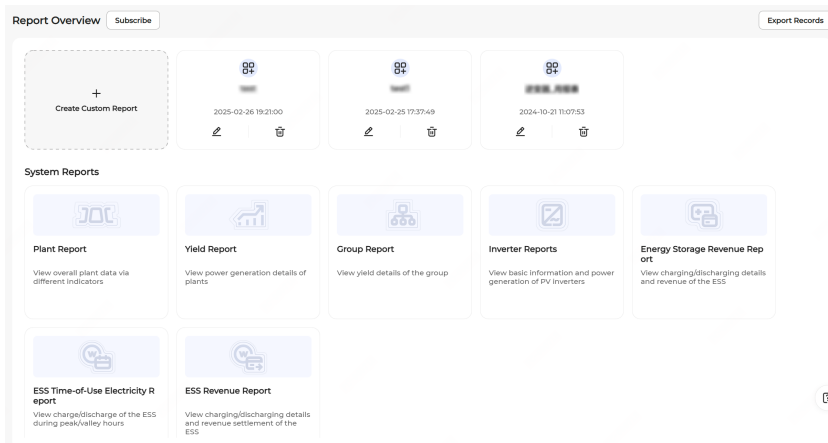 Report Overview Subscribe Export Records
+
Create Custom Report
2025-02-26 19:21:00
2025-02-25 17:37:49
2024-10-21 11:07:53
System Reports
Plant Report
View overall plant data via
different indicators
Yield Report
View power generation details of
plants
Group Report
View yield details of the group
Inverter Reports
View basic information and power
generation of PV inverters
Energy Storage Revenue Rep
ort
View charging/discharging details
and revenue of the ESS
ESS Time-of-Use Electricity R
eport
View charge/discharge of the ESS
during peak/valley hours
ESS Revenue Report
View charging/discharging details
and revenue settlement of the
ESS